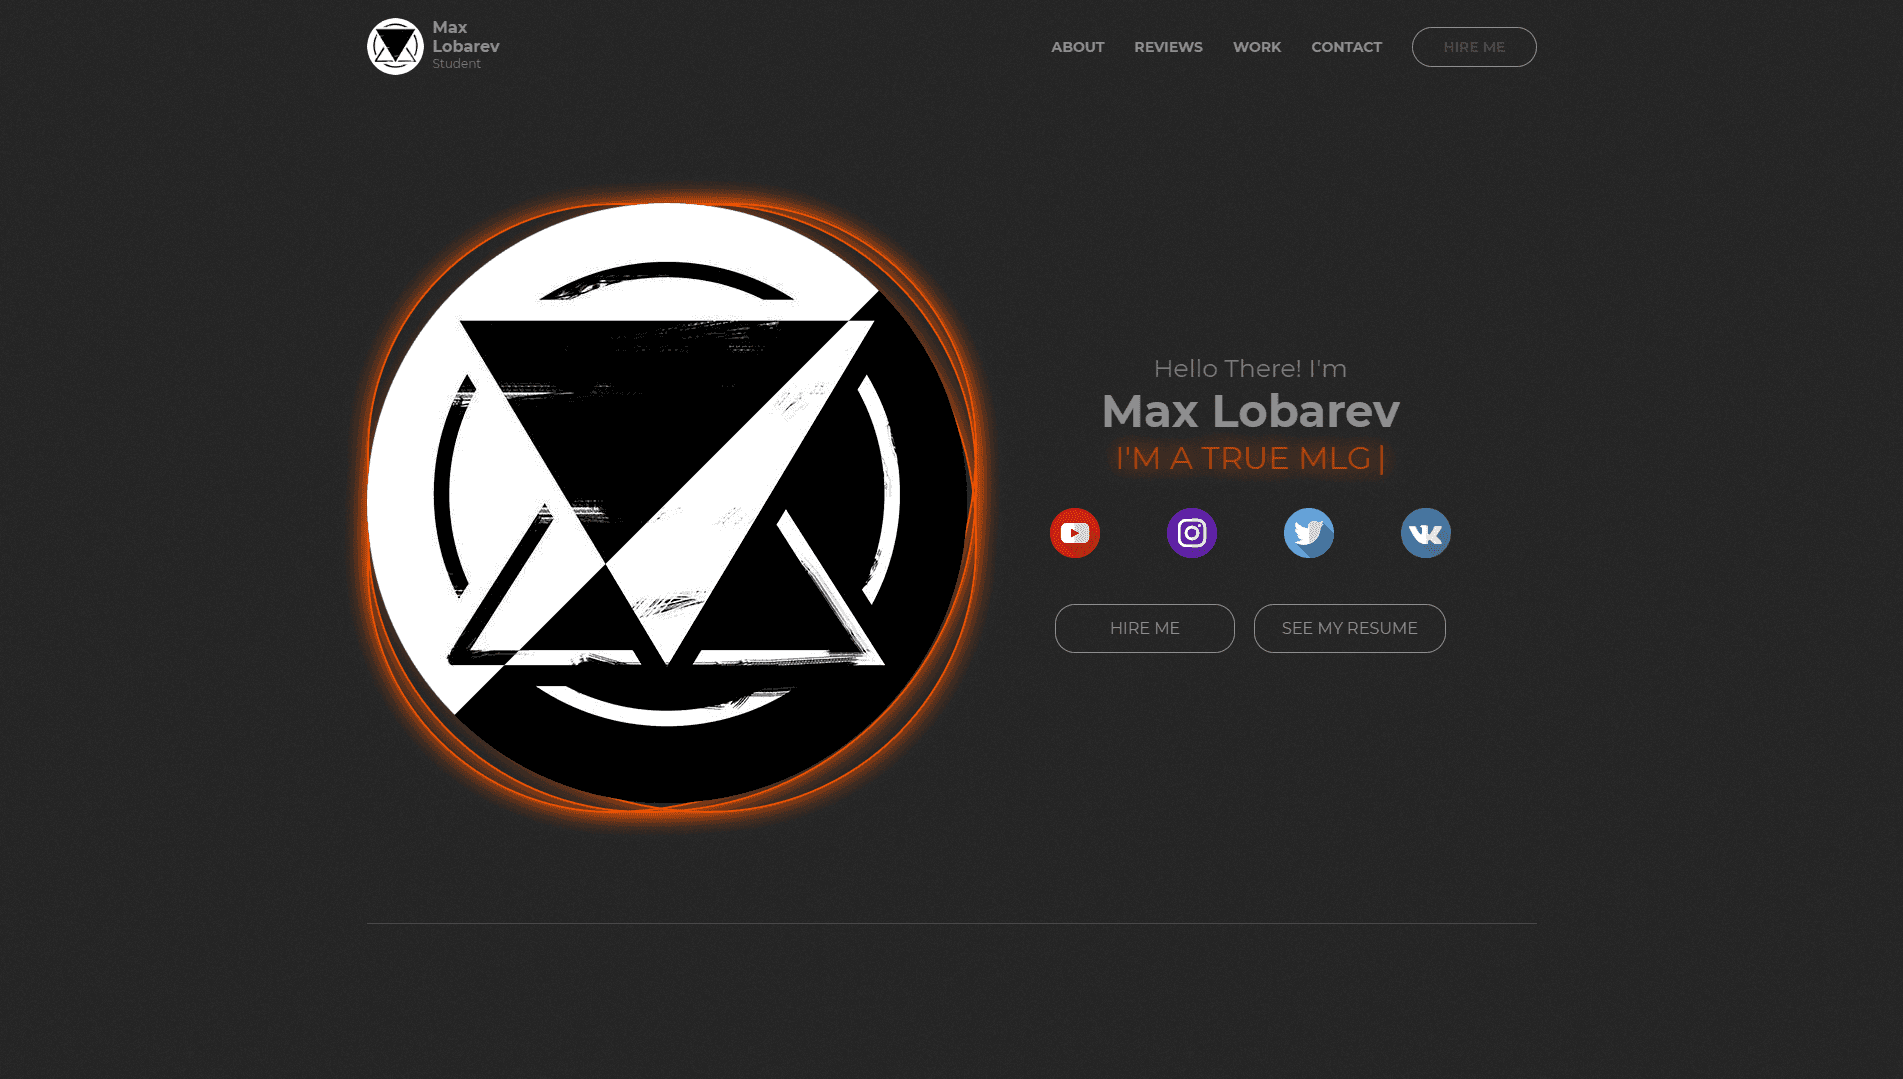 Max
Lobarev
Student
ABOUT REVIEWS WORK CONTACT HIRE ME
Hello There! I'm
Max Lobarev
I'M A TRUE MLG |
HIRE ME SEE MY RESUME